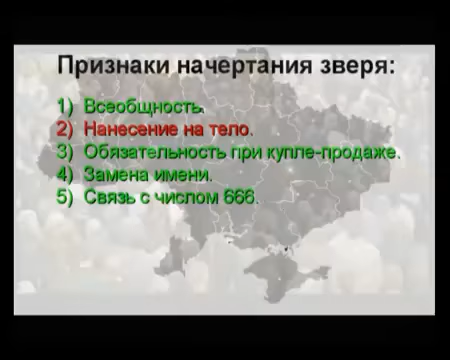 Признаки начертания зверя:
1) Всеобщность.
2) Нанесение на тело.
3) Обязательность при купле-продаже.
4) Замена имени.
5) Связь с числом 666.